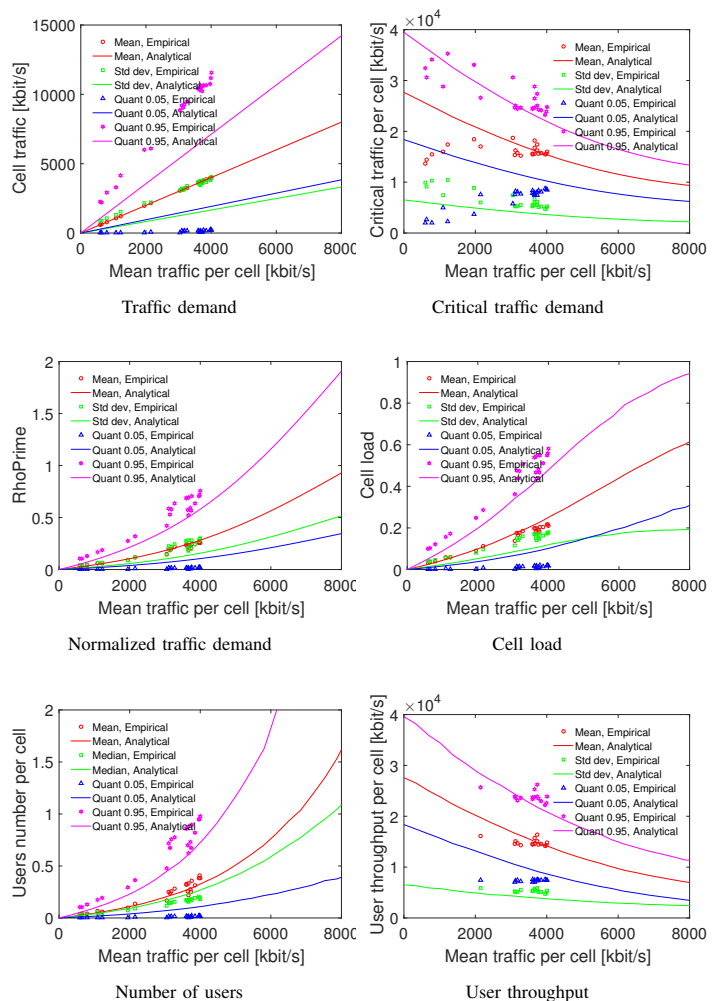 15000
10000
5000
0
Cell traffic [kbit/s]
Mean, Empirical
Mean, Analytical
Std dev, Empirical
Std dev, Analytical
Quant 0.05, Empirical
Quant 0.05, Analytical
Quant 0.95, Empirical
Quant 0.95, Analytical
0 2000 4000 6000 8000
Mean traffic per cell [kbit/s]
Traffic demand
×10⁴
4
3
2
1
0
Critical traffic per cell [kbit/s]
Mean, Empirical
Mean, Analytical
Std dev, Empirical
Std dev, Analytical
Quant 0.05, Empirical
Quant 0.05, Analytical
Quant 0.95, Empirical
Quant 0.95, Analytical
0 2000 4000 6000 8000
Mean traffic per cell [kbit/s]
Critical traffic demand
2
1.5
1
0.5
0
RhoPrime
Mean, Empirical
Mean, Analytical
Std dev, Empirical
Std dev, Analytical
Quant 0.05, Empirical
Quant 0.05, Analytical
Quant 0.95, Empirical
Quant 0.95, Analytical
0 2000 4000 6000 8000
Mean traffic per cell [kbit/s]
Normalized traffic demand
1
0.8
0.6
0.4
0.2
0
Cell load
Mean, Empirical
Mean, Analytical
Std dev, Empirical
Std dev, Analytical
Quant 0.05, Empirical
Quant 0.05, Analytical
Quant 0.95, Empirical
Quant 0.95, Analytical
0 2000 4000 6000 8000
Mean traffic per cell [kbit/s]
Cell load
2
1.5
1
0.5
0
Users number per cell
Mean, Empirical
Mean, Analytical
Median, Empirical
Median, Analytical
Quant 0.05, Empirical
Quant 0.05, Analytical
Quant 0.95, Empirical
Quant 0.95, Analytical
0 2000 4000 6000 8000
Mean traffic per cell [kbit/s]
Number of users
×10⁴
4
3
2
1
0
User throughput per cell [kbit/s]
Mean, Empirical
Mean, Analytical
Std dev, Empirical
Std dev, Analytical
Quant 0.05, Empirical
Quant 0.05, Analytical
Quant 0.95, Empirical
Quant 0.95, Analytical
0 2000 4000 6000 8000
Mean traffic per cell [kbit/s]
User throughput